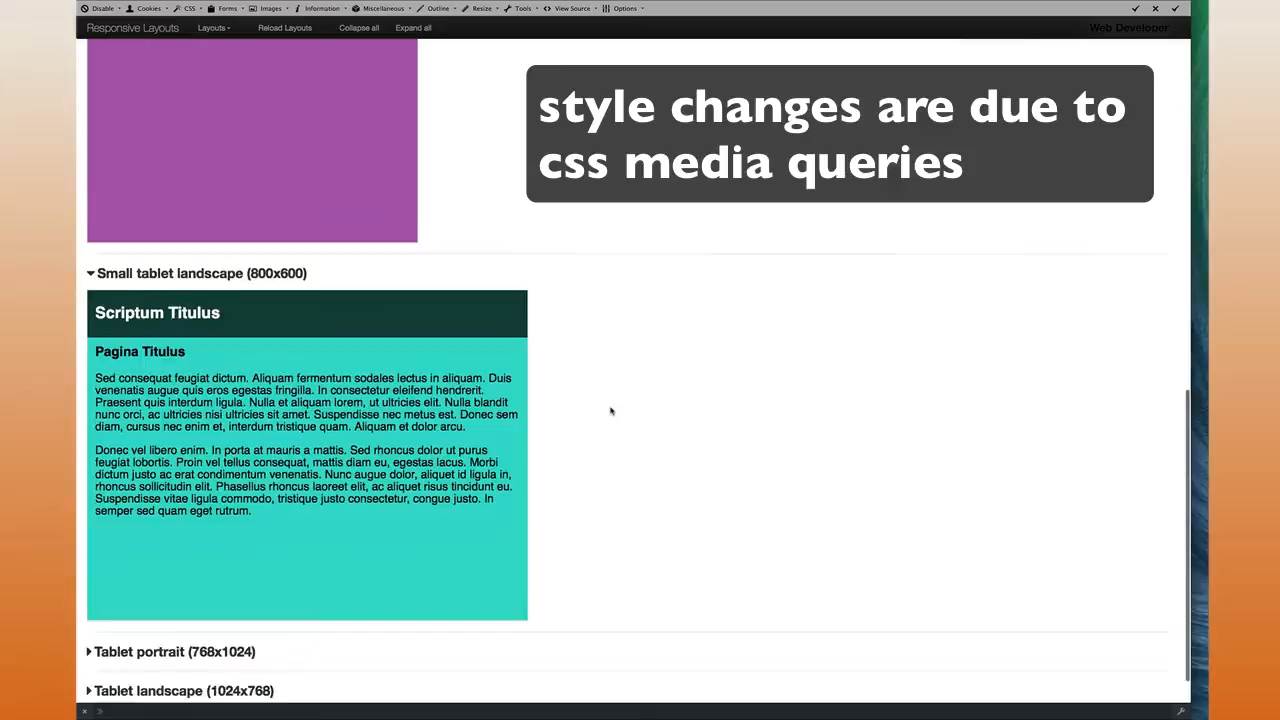 Disable Cookies CSS Forms Images Information Miscellaneous Outline Resize Tools View Source Options
Responsive Layouts Layouts Reload Layouts Collapse all Expand all Web Developer
style changes are due to
css media queries
Small tablet landscape (800x600)
Scriptum Titulus
Pagina Titulus
Sed consequat feugiat dictum. Aliquam fermentum sodales lectus in aliquam. Duis
venenatis augue quis eros egestas fringilla. In consectetur eleifend hendrerit.
Praesent quis interdum ligula. Nulla et aliquam lorem, ut ultricies elit. Nulla blandit
nunc orci, ac ultricies nisi ultricies sit amet. Suspendisse nec metus est. Donec sem
diam, cursus nec enim et, interdum tristique quam. Aliquam et dolor arcu.
Donec vel libero enim. In porta at mauris a mattis. Sed rhoncus dolor ut purus
feugiat lobortis. Proin vel tellus consequat, mattis diam eu, egestas lacus. Morbi
dictum justo ac erat condimentum venenatis. Nunc augue dolor, aliquet id ligula in,
rhoncus sollicitudin elit. Phasellus rhoncus laoreet elit, ac aliquet risus tincidunt eu.
Suspendisse vitae ligula commodo, tristique justo consectetur, congue justo. In
semper sed quam eget rutrum.
Tablet portrait (768x1024)
Tablet landscape (1024x768)